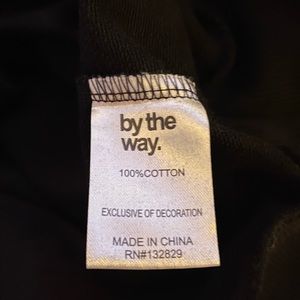 by the
way.
100%COTTON
EXCLUSIVE OF DECORATION
MADE IN CHINA
RN#132829